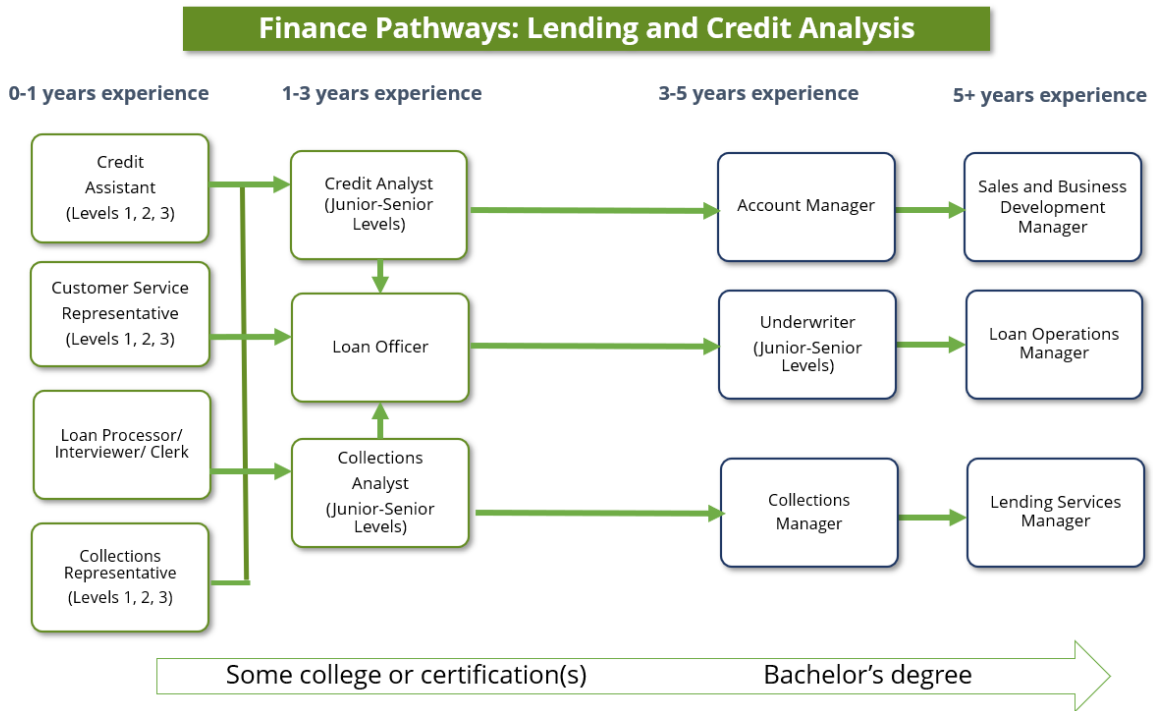 Finance Pathways: Lending and Credit Analysis
0-1 years experience
1-3 years experience
3-5 years experience
5+ years experience
Credit
Assistant
(Levels 1, 2, 3)
Customer Service
Representative
(Levels 1, 2, 3)
Loan Processor/
Interviewer/ Clerk
Collections
Representative
(Levels 1, 2, 3)
Credit Analyst
(Junior-Senior
Levels)
Loan Officer
Collections
Analyst
(Junior-Senior
Levels)
Account Manager
Underwriter
(Junior-Senior
Levels)
Collections
Manager
Sales and Business
Development
Manager
Loan Operations
Manager
Lending Services
Manager
Some college or certification(s)
Bachelor’s degree